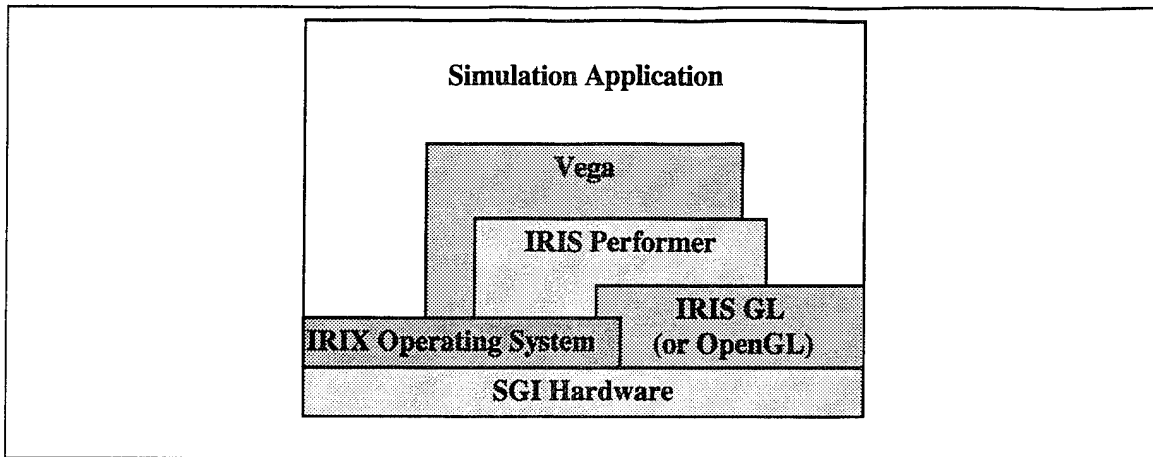 Simulation Application
Vega
IRIS Performer
IRIS GL
(or OpenGL)
IRIX Operating System
SGI Hardware